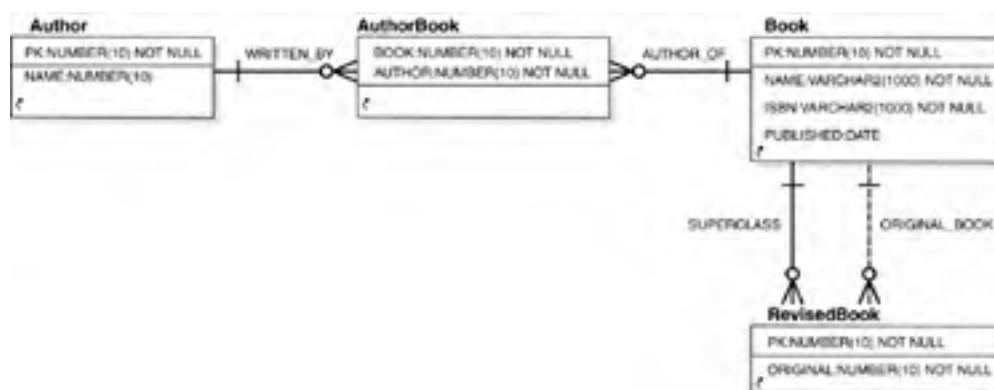 Author
PK:NUMBER(10) NOT NULL
NAME:NUMBER(10)
WRITTEN_BY
AuthorBook
BOOK:NUMBER(10) NOT NULL
AUTHOR:NUMBER(10) NOT NULL
AUTHOR_OF
Book
PK:NUMBER(10) NOT NULL
NAME:VARCHAR2(1000) NOT NULL
ISBN:VARCHAR2(1000) NOT NULL
PUBLISHED:DATE
SUPERCLASS
ORIGINAL_BOOK
RevisedBook
PK:NUMBER(10) NOT NULL
ORIGINAL:NUMBER(10) NOT NULL